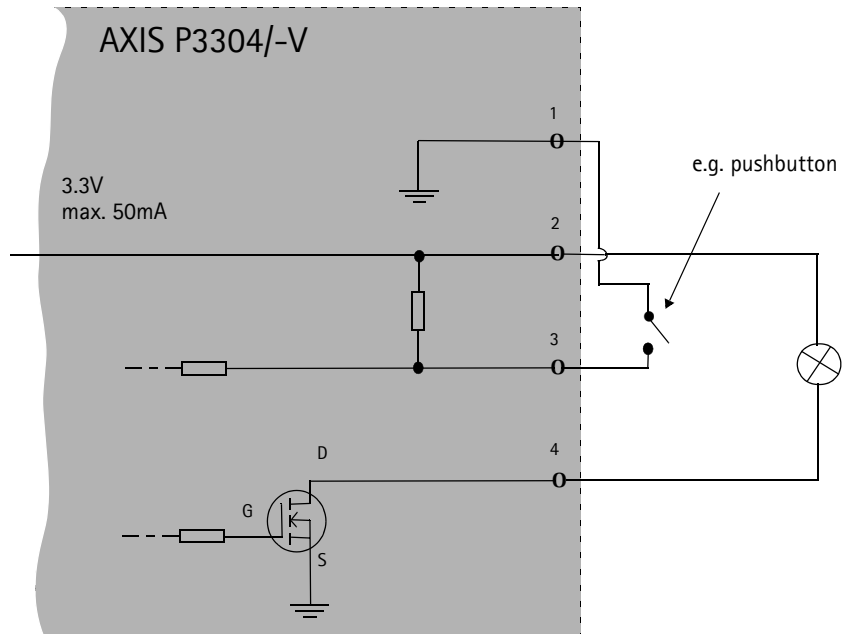 AXIS P3304/-V
1
e.g. pushbutton
3.3V
max. 50mA
2
3
4
D
G
S